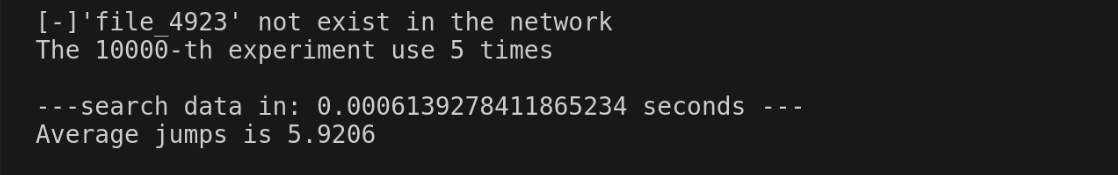 [-]'file_4923' not exist in the network
The 10000-th experiment use 5 times
---search data in: 0.0006139278411865234 seconds ---
Average jumps is 5.9206